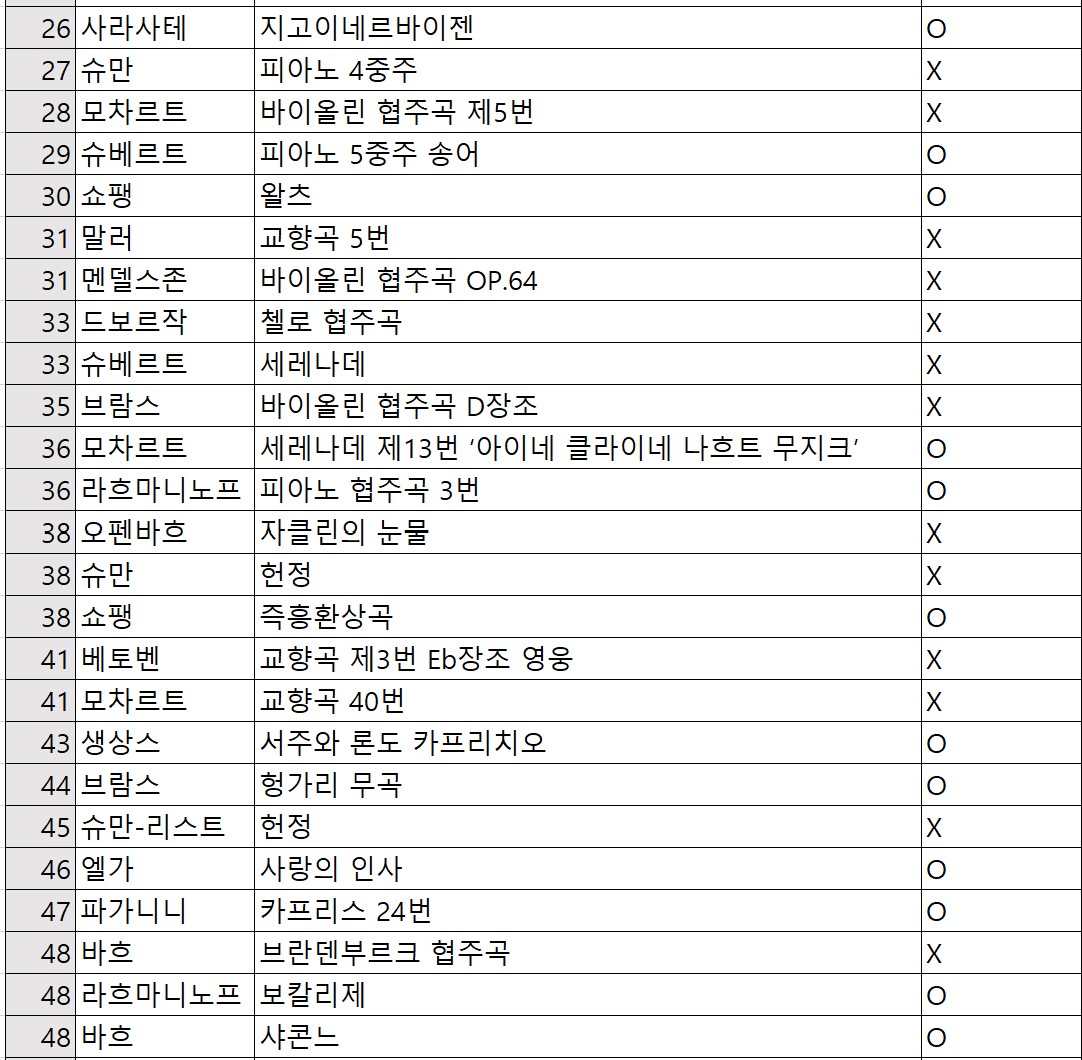 26 사라사테 지고이네르바이젠 O
27 슈만 피아노 4중주 X
28 모차르트 바이올린 협주곡 제5번 X
29 슈베르트 피아노 5중주 송어 O
30 쇼팽 왈츠 O
31 말러 교향곡 5번 X
31 멘델스존 바이올린 협주곡 OP.64 X
33 드보르작 첼로 협주곡 X
33 슈베르트 세레나데 X
35 브람스 바이올린 협주곡 D장조 X
36 모차르트 세레나데 제13번 ‘아이네 클라이네 나흐트 무지크’ O
36 라흐마니노프 피아노 협주곡 3번 O
38 오펜바흐 자클린의 눈물 X
38 슈만 헌정 X
38 쇼팽 즉흥환상곡 O
41 베토벤 교향곡 제3번 Eb장조 영웅 X
41 모차르트 교향곡 40번 X
43 생상스 서주와 론도 카프리치오 O
44 브람스 헝가리 무곡 O
45 슈만-리스트 헌정 X
46 엘가 사랑의 인사 O
47 파가니니 카프리스 24번 O
48 바흐 브란덴부르크 협주곡 X
48 라흐마니노프 보칼리제 O
48 바흐 샤콘느 O